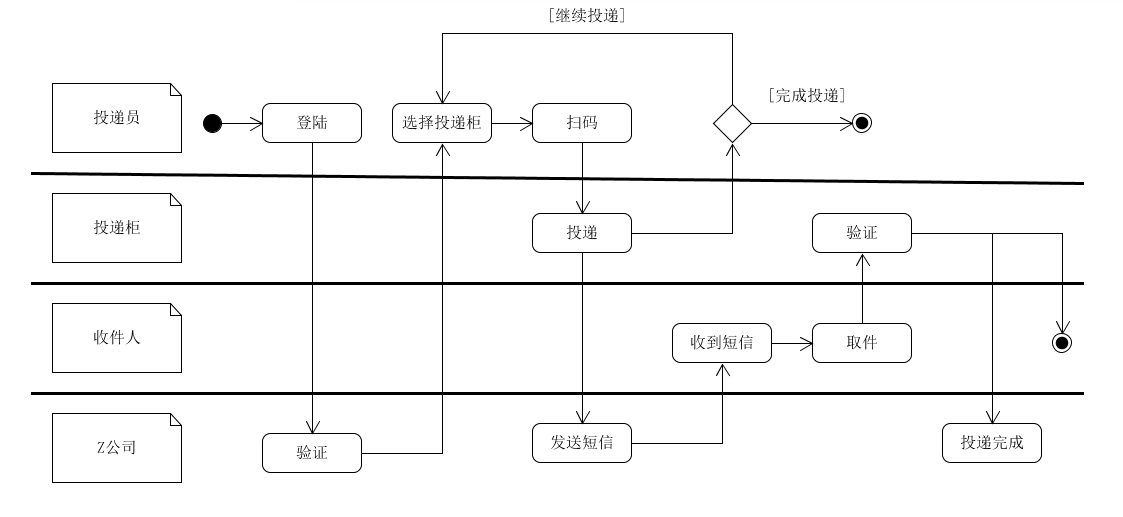 [继续投递]
[完成投递]
投递员
登陆
选择投递柜
扫码
投递柜
投递
验证
收件人
收到短信
取件
Z公司
验证
发送短信
投递完成